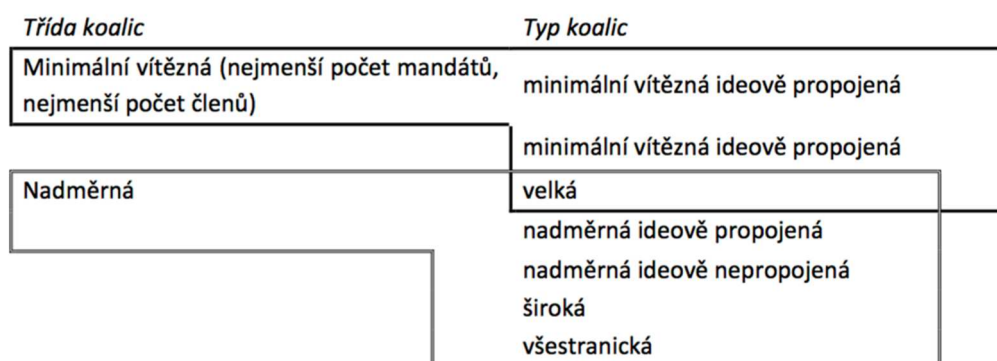 Třída koalic Typ koalic
Minimální vítězná (nejmenší počet mandátů,
nejmenší počet členů)
minimální vítězná ideově propojená
minimální vítězná ideově propojená
Nadměrná velká
nadměrná ideově propojená
nadměrná ideově nepropojená
široká
všestranická